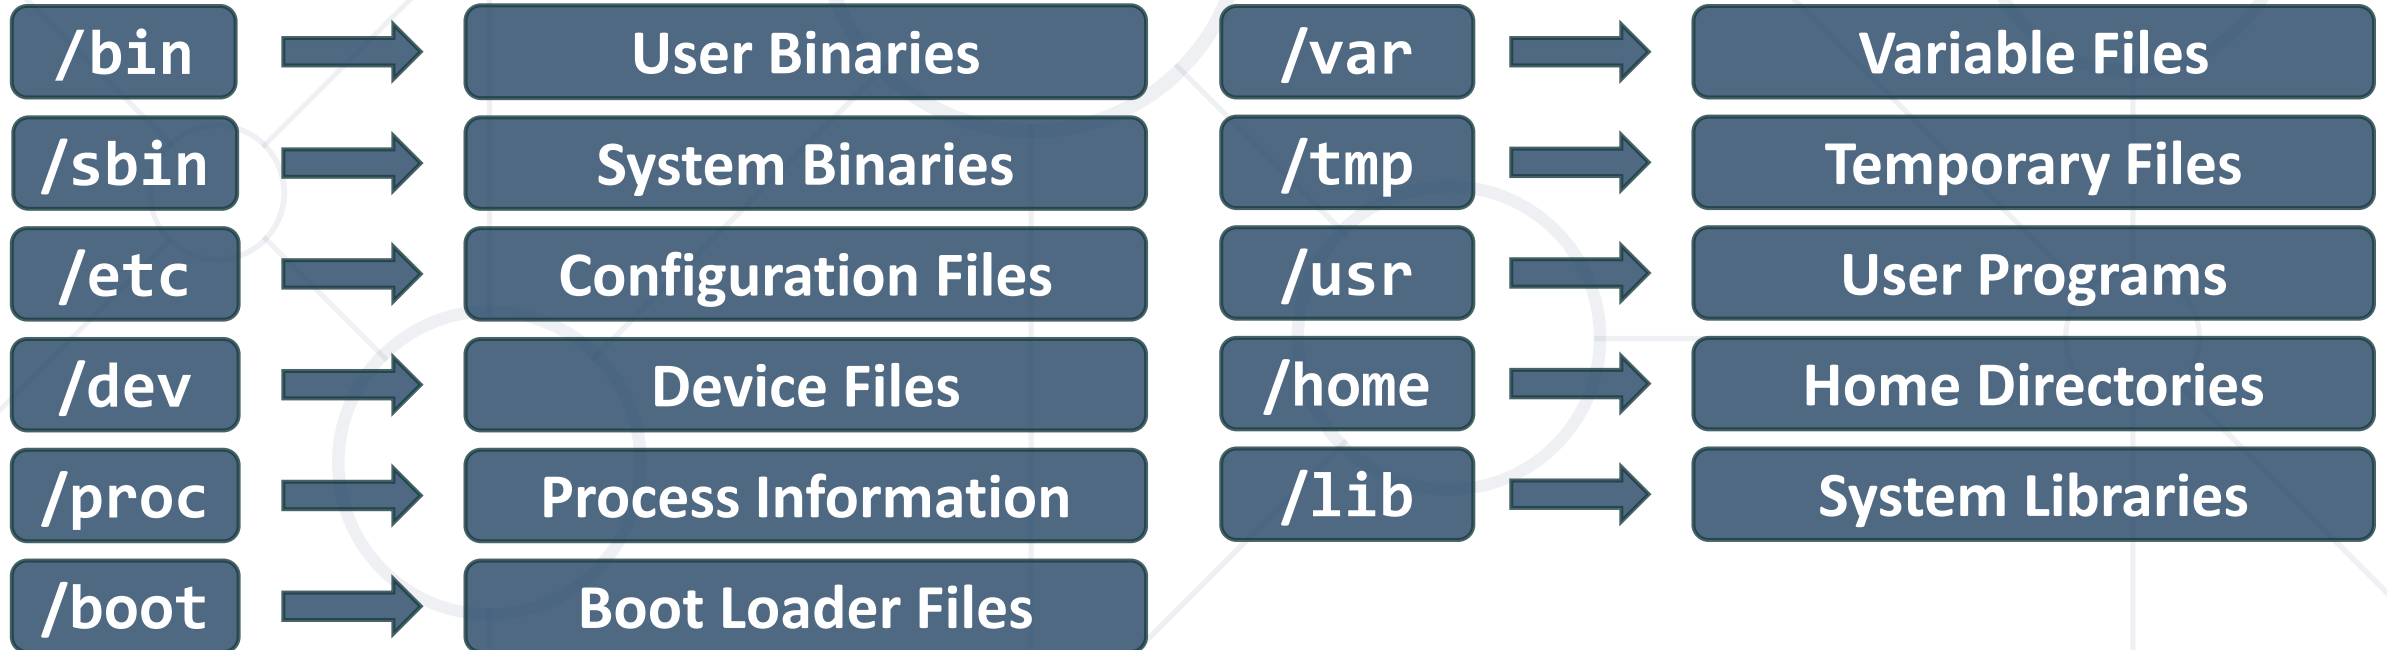 /bin
User Binaries
/sbin
System Binaries
/etc
Configuration Files
/dev
Device Files
/proc
Process Information
/boot
Boot Loader Files
/var
Variable Files
/tmp
Temporary Files
/usr
User Programs
/home
Home Directories
/lib
System Libraries